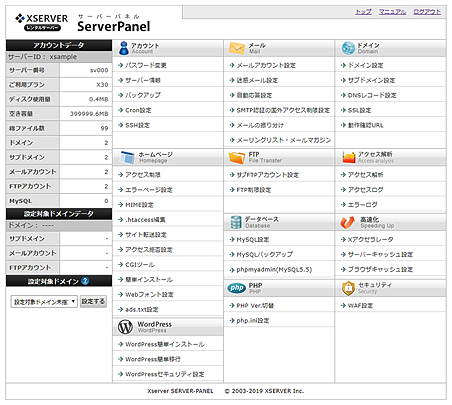 XSERVER
レンタルサーバー
サーバーパネル
ServerPanel
トップ マニュアル ログアウト
アカウントデータ
サーバーID： xsample
サーバー番号 sv000
ご利用プラン X30
ディスク使用量 0.4MB
空き容量 399999.6MB
総ファイル数 99
ドメイン 2
サブドメイン 2
メールアカウント 2
FTPアカウント 2
MySQL 0
設定対象ドメインデータ
ドメイン： ----
サブドメイン -
メールアカウント -
FTPアカウント -
設定対象ドメイン ?
設定対象ドメイン未指定 設定する
アカウント
Account
パスワード変更
サーバー情報
バックアップ
Cron設定
SSH設定
メール
Mail
メールアカウント設定
迷惑メール設定
自動応答設定
SMTP認証の国外アクセス制限設定
メールの振り分け
メーリングリスト・メールマガジン
ドメイン
Domain
ドメイン設定
サブドメイン設定
DNSレコード設定
SSL設定
動作確認URL
ホームページ
Homepage
アクセス制限
エラーページ設定
MIME設定
.htaccess編集
サイト転送設定
アクセス拒否設定
CGIツール
簡単インストール
Webフォント設定
ads.txt設定
FTP
File Transfer
サブFTPアカウント設定
FTP制限設定
アクセス解析
Access analysis
アクセス解析
アクセスログ
エラーログ
データベース
Database
MySQL設定
MySQLバックアップ
phpmyadmin(MySQL5.5)
高速化
Speeding Up
Xアクセラレータ
サーバーキャッシュ設定
ブラウザキャッシュ設定
php
PHP
PHP
PHP Ver.切替
php.ini設定
セキュリティ
Security
WAF設定
WordPress
WordPress
WordPress簡単インストール
WordPress簡単移行
WordPressセキュリティ設定
Xserver SERVER-PANEL © 2003-2019 XSERVER Inc.